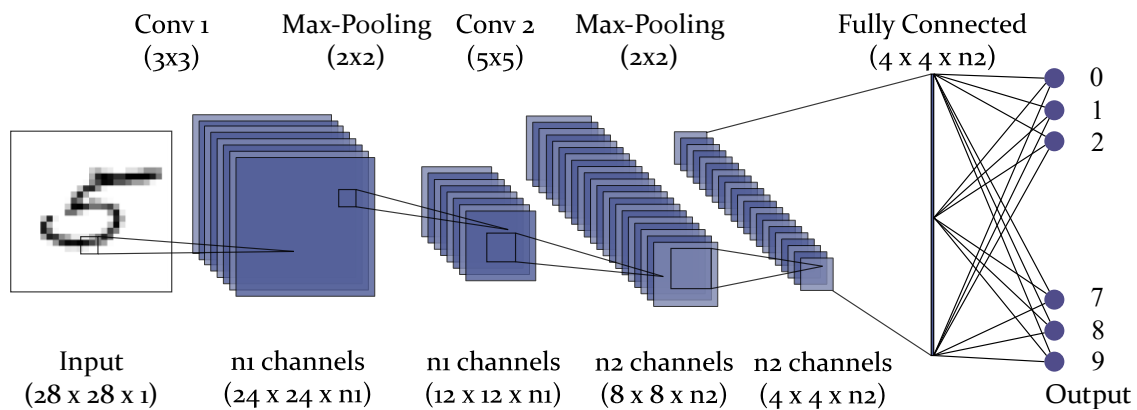 Conv 1
(3x3)
Max-Pooling
(2x2)
Conv 2
(5x5)
Max-Pooling
(2x2)
Fully Connected
(4 x 4 x n2)
5
0
1
2
7
8
9
Input
(28 x 28 x 1)
n1 channels
(24 x 24 x n1)
n1 channels
(12 x 12 x n1)
n2 channels
(8 x 8 x n2)
n2 channels
(4 x 4 x n2)
Output